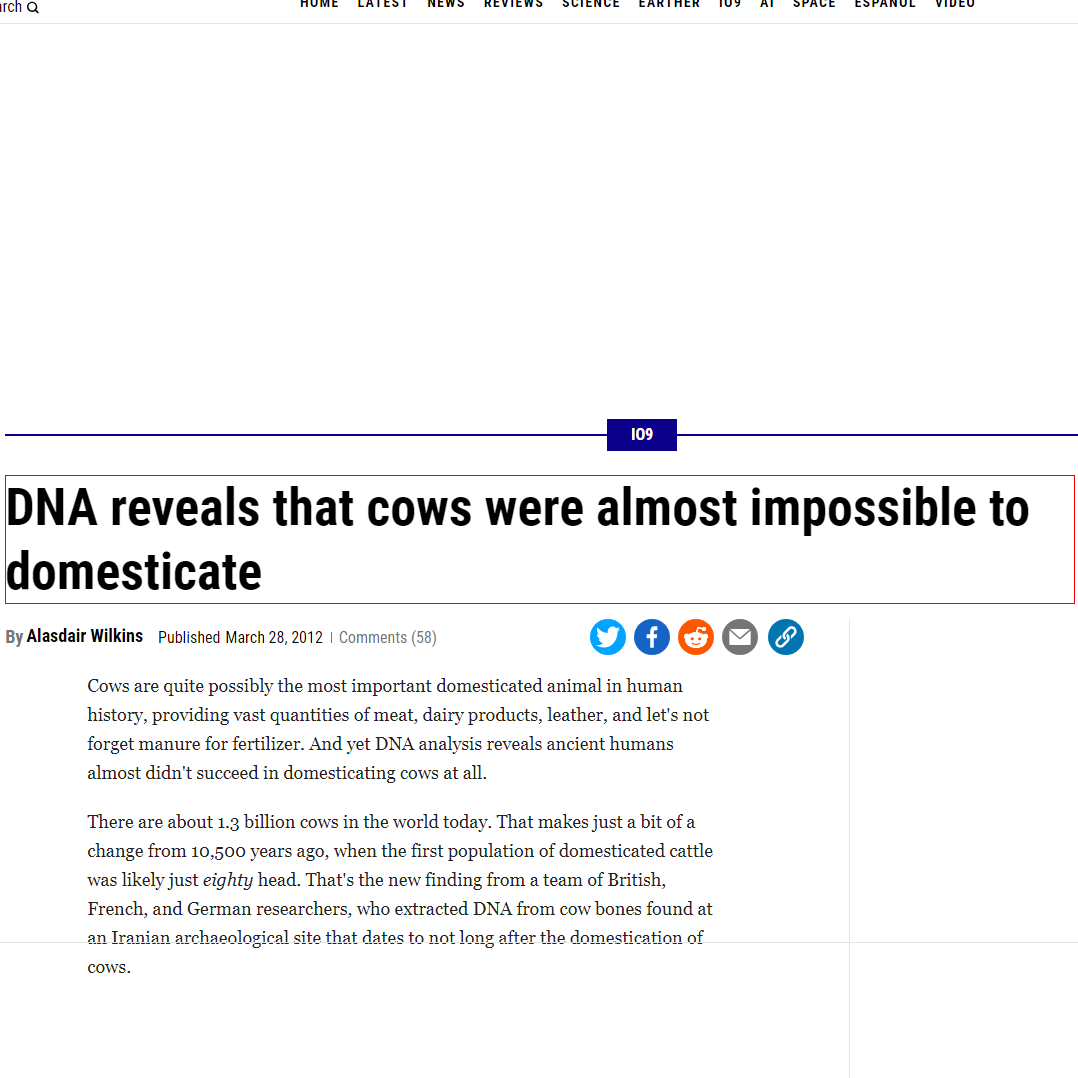 HOME LATEST NEWS REVIEWS SCIENCE EARTHER IO9 AI SPACE ESPAÑOL VIDEO
IO9
DNA reveals that cows were almost impossible to
domesticate
By Alasdair Wilkins Published March 28, 2012 | Comments (58)
Cows are quite possibly the most important domesticated animal in human
history, providing vast quantities of meat, dairy products, leather, and let's not
forget manure for fertilizer. And yet DNA analysis reveals ancient humans
almost didn't succeed in domesticating cows at all.
There are about 1.3 billion cows in the world today. That makes just a bit of a
change from 10,500 years ago, when the first population of domesticated cattle
was likely just eighty head. That's the new finding from a team of British,
French, and German researchers, who extracted DNA from cow bones found at
an Iranian archaeological site that dates to not long after the domestication of
cows.